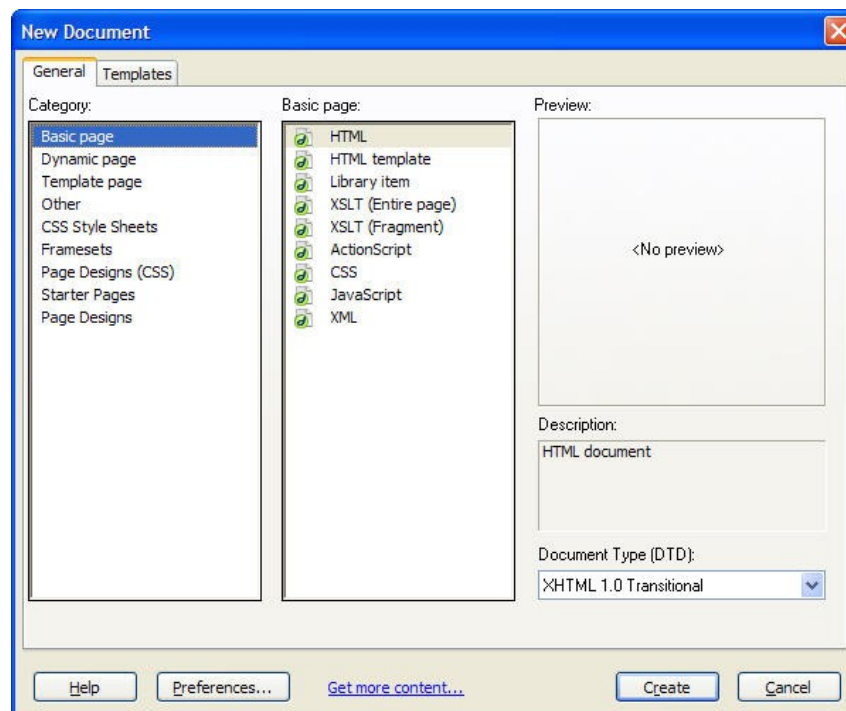 New Document
General
Templates
Category:
Basic page
Dynamic page
Template page
Other
CSS Style Sheets
Framesets
Page Designs (CSS)
Starter Pages
Page Designs
Basic page:
HTML
HTML template
Library item
XSLT (Entire page)
XSLT (Fragment)
ActionScript
CSS
JavaScript
XML
Preview:
<No preview>
Description:
HTML document
Document Type (DTD):
XHTML 1.0 Transitional
Help
Preferences...
Get more content...
Create
Cancel